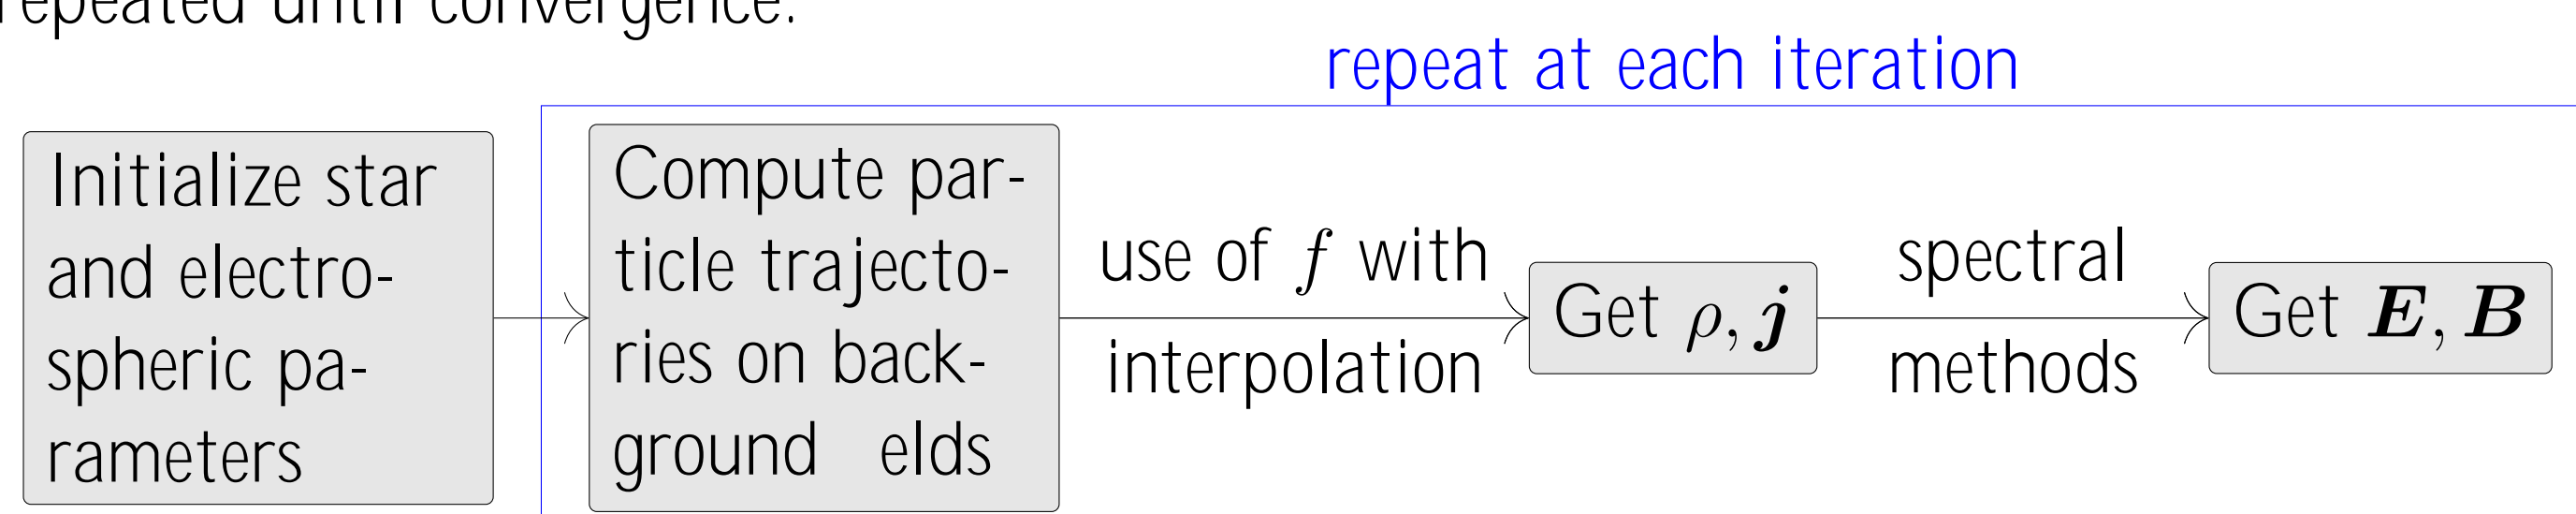 repeated until convergence.
repeat at each iteration
Initialize star
and electro-
spheric pa-
rameters
Compute par-
ticle trajecto-
ries on back-
ground elds
use of f with
interpolation
Get ρ, j
spectral
methods
Get E, B